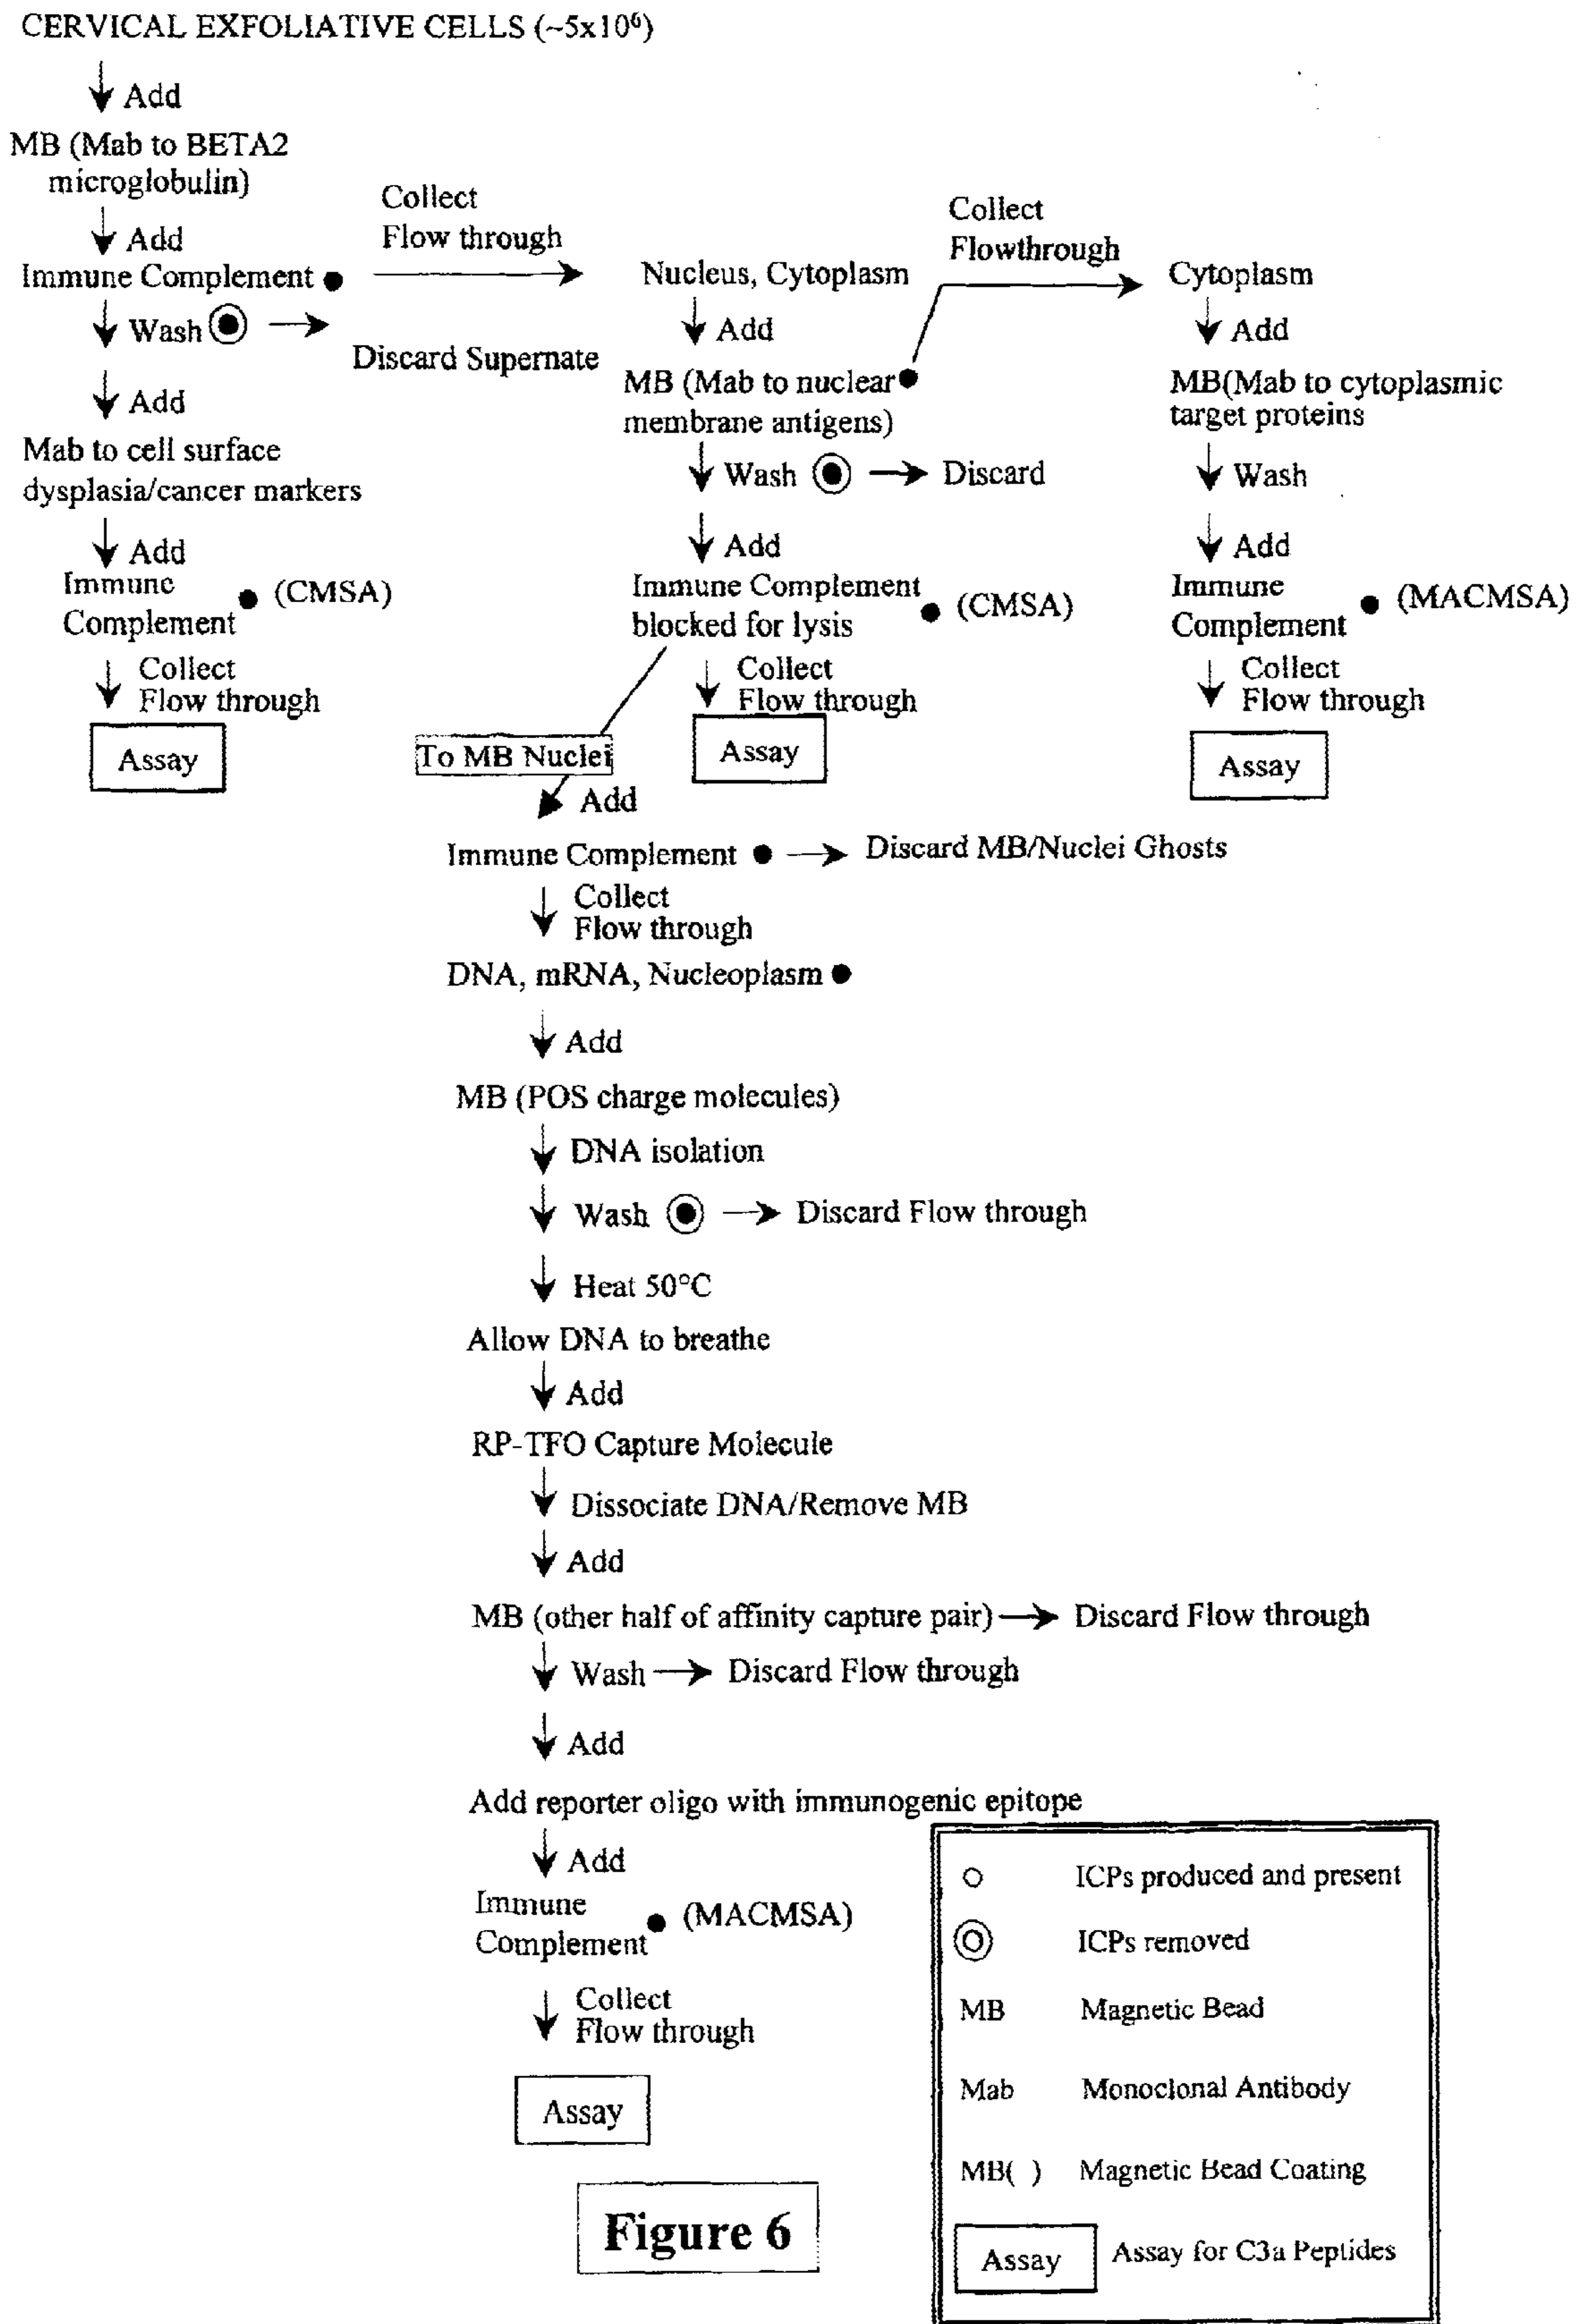 CERVICAL EXFOLIATIVE CELLS (~5x10⁶)
Add
MB (Mab to BETA2
microglobulin)
Add
Immune Complement
Wash
Discard Supernate
Add
Mab to cell surface
dysplasia/cancer markers
Add
Immune
Complement
(CMSA)
Collect
Flow through
Assay
Collect
Flow through
Nucleus, Cytoplasm
Add
MB (Mab to nuclear
membrane antigens)
Wash
Discard
Add
Immune Complement
blocked for lysis
(CMSA)
Collect
Flow through
Assay
Collect
Flowthrough
Cytoplasm
Add
MB(Mab to cytoplasmic
target proteins
Wash
Add
Immune
Complement
(MACMSA)
Collect
Flow through
Assay
To MB Nuclei
Add
Immune Complement
Discard MB/Nuclei Ghosts
Collect
Flow through
DNA, mRNA, Nucleoplasm
Add
MB (POS charge molecules)
DNA isolation
Wash
Discard Flow through
Heat 50°C
Allow DNA to breathe
Add
RP-TFO Capture Molecule
Dissociate DNA/Remove MB
Add
MB (other half of affinity capture pair)
Discard Flow through
Wash
Discard Flow through
Add
Add reporter oligo with immunogenic epitope
Add
Immune
Complement
(MACMSA)
Collect
Flow through
Assay
Figure 6
ICPs produced and present
ICPs removed
MB Magnetic Bead
Mab Monoclonal Antibody
MB( ) Magnetic Bead Coating
Assay Assay for C3a Peptides